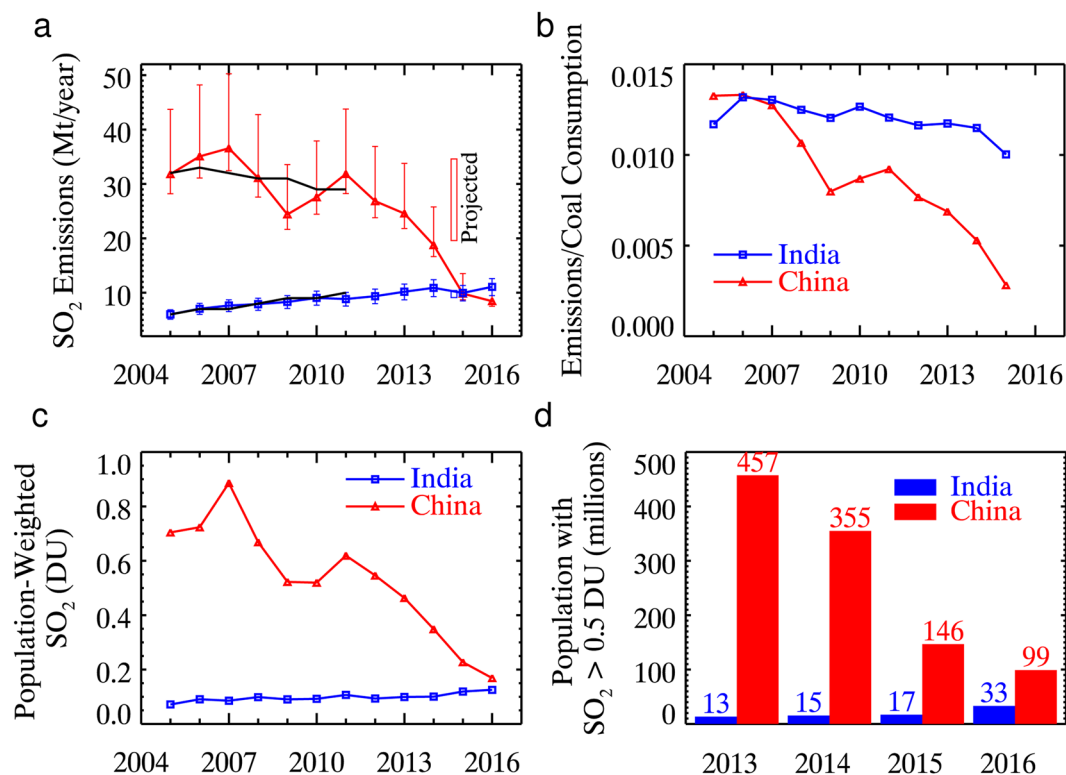 a
SO₂ Emissions (Mt/year)
50
40
30
20
10
Projected
2004 2007 2010 2013 2016
b
Emissions/Coal Consumption
0.015
0.010
0.005
0.000
India
China
2004 2007 2010 2013 2016
c
Population-Weighted
SO₂ (DU)
1.0
0.8
0.6
0.4
0.2
0.0
India
China
2004 2007 2010 2013 2016
d
Population with
SO₂ > 0.5 DU (millions)
500
400
300
200
100
0
India
China
457
355
146
99
13
15
17
33
2013 2014 2015 2016